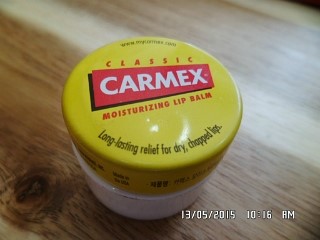 www.mycarmex.com
CLASSIC
CARMEX
MOISTURIZING LIP BALM
Long-lasting relief for dry, chapped lips.
13/05/2015 10:16 AM